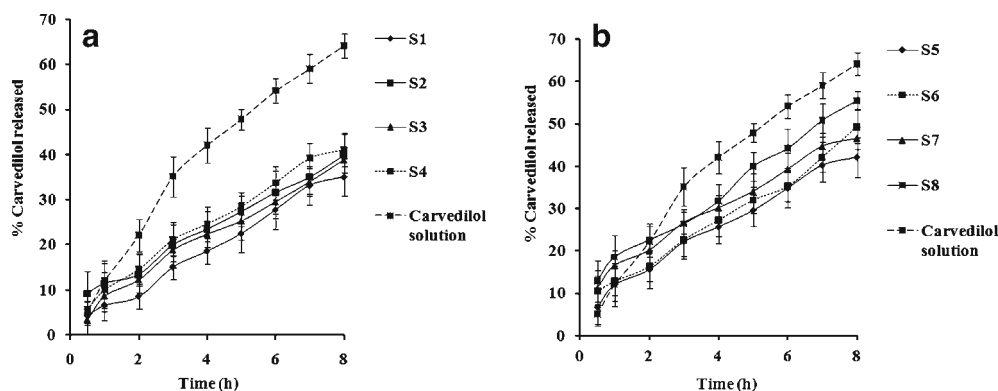 a
% Carvedilol released
70
60
50
40
30
20
10
0
0
2
4
6
8
Time (h)
S1
S2
S3
S4
Carvedilol
solution
b
% Carvedilol released
70
60
50
40
30
20
10
0
0
2
4
6
8
Time (h)
S5
S6
S7
S8
Carvedilol
solution